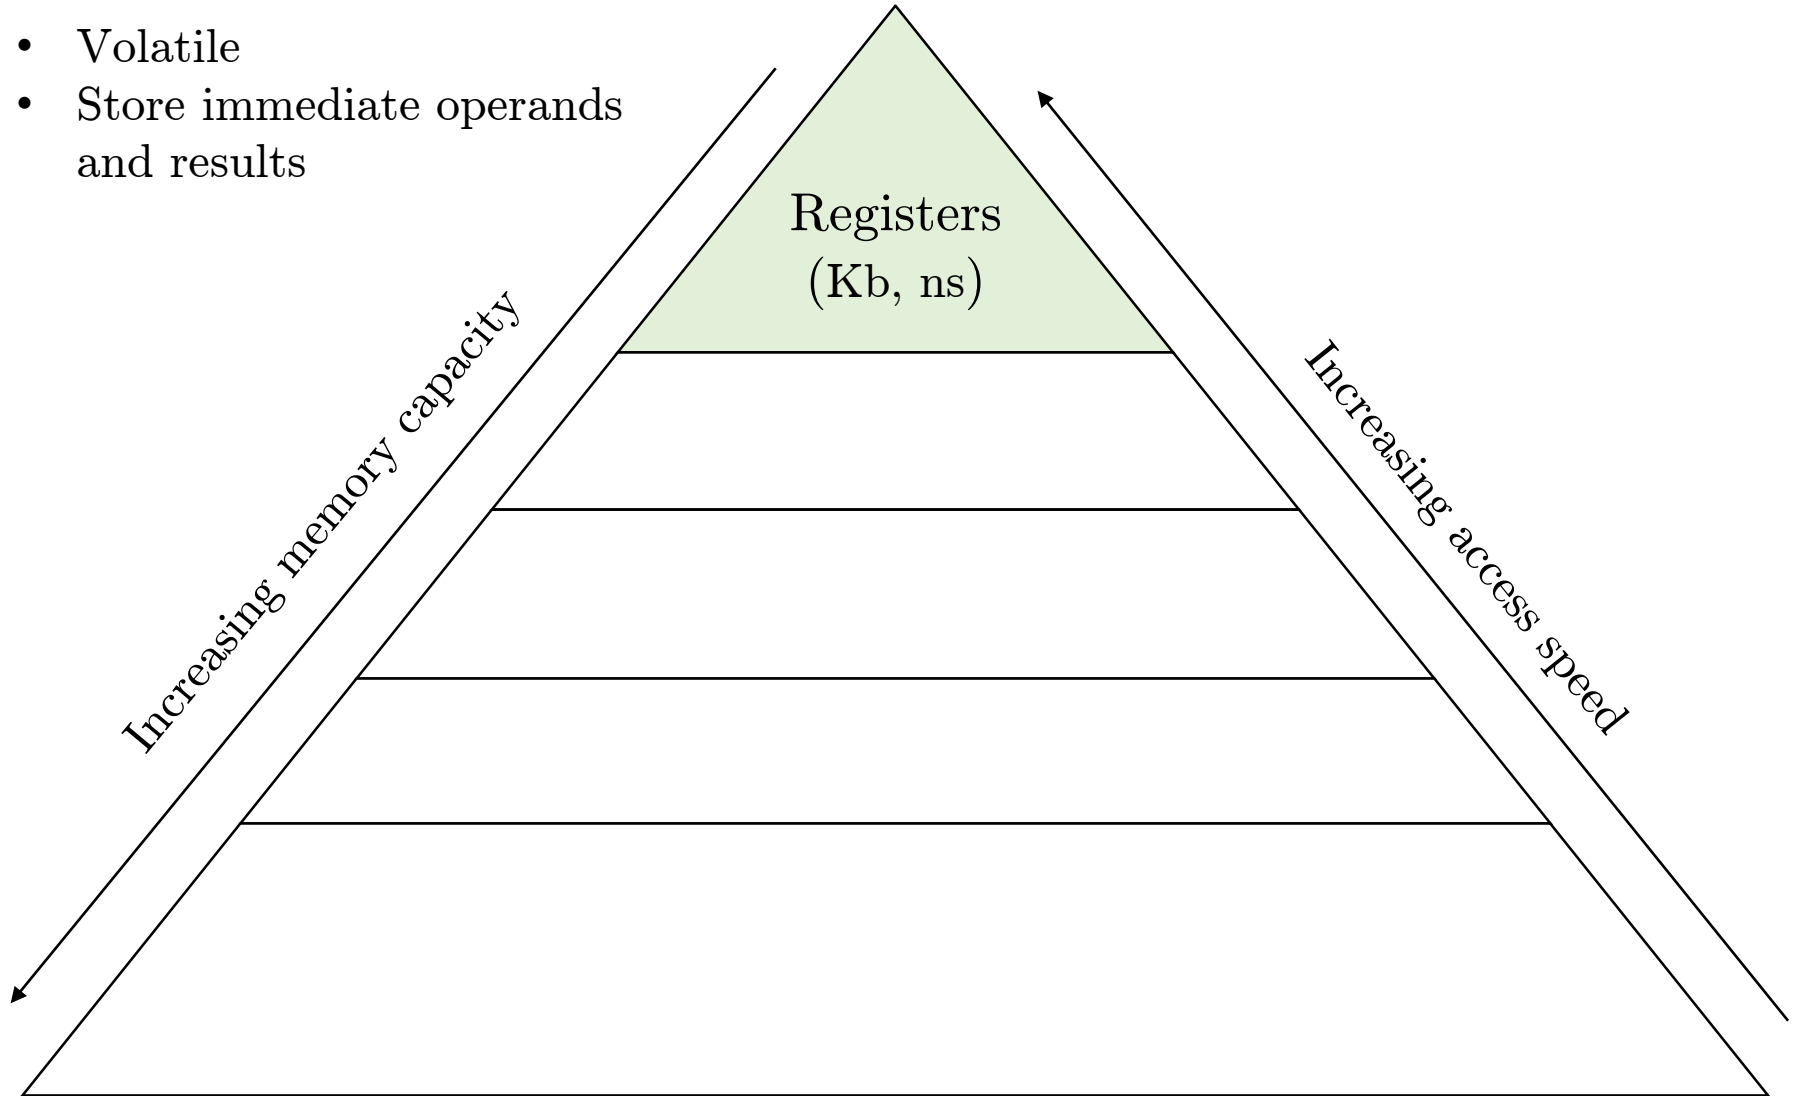 • Volatile
• Store immediate operands
and results
Registers
(Kb, ns)
Increasing memory capacity
Increasing access speed